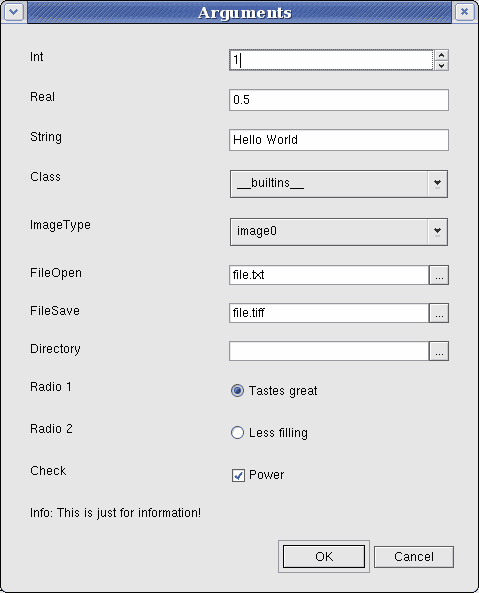 Arguments
Int 1
Real 0.5
String Hello World
Class __builtins__
ImageType image0
FileOpen file.txt ...
FileSave file.tiff ...
Directory ...
Radio 1 Tastes great
Radio 2 Less filling
Check Power
Info: This is just for information!
OK Cancel